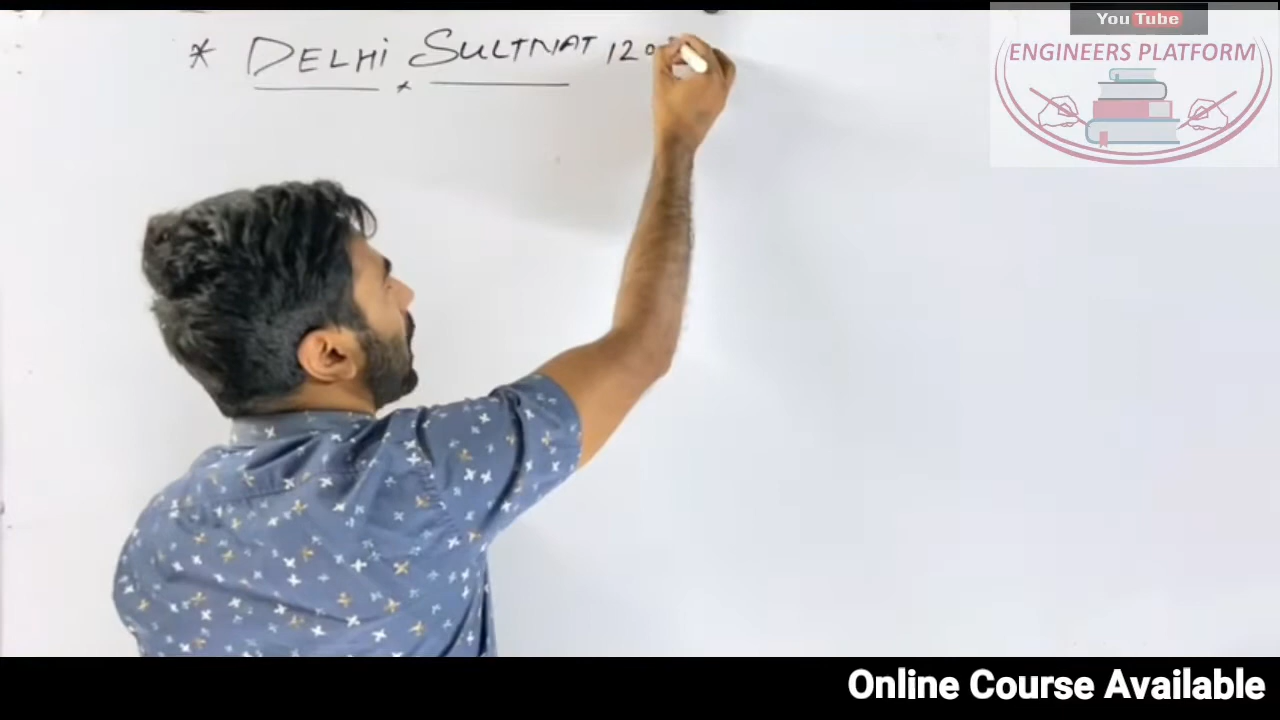 You Tube
ENGINEERS PLATFORM
* DELHI SULTNAT 120
Online Course Available